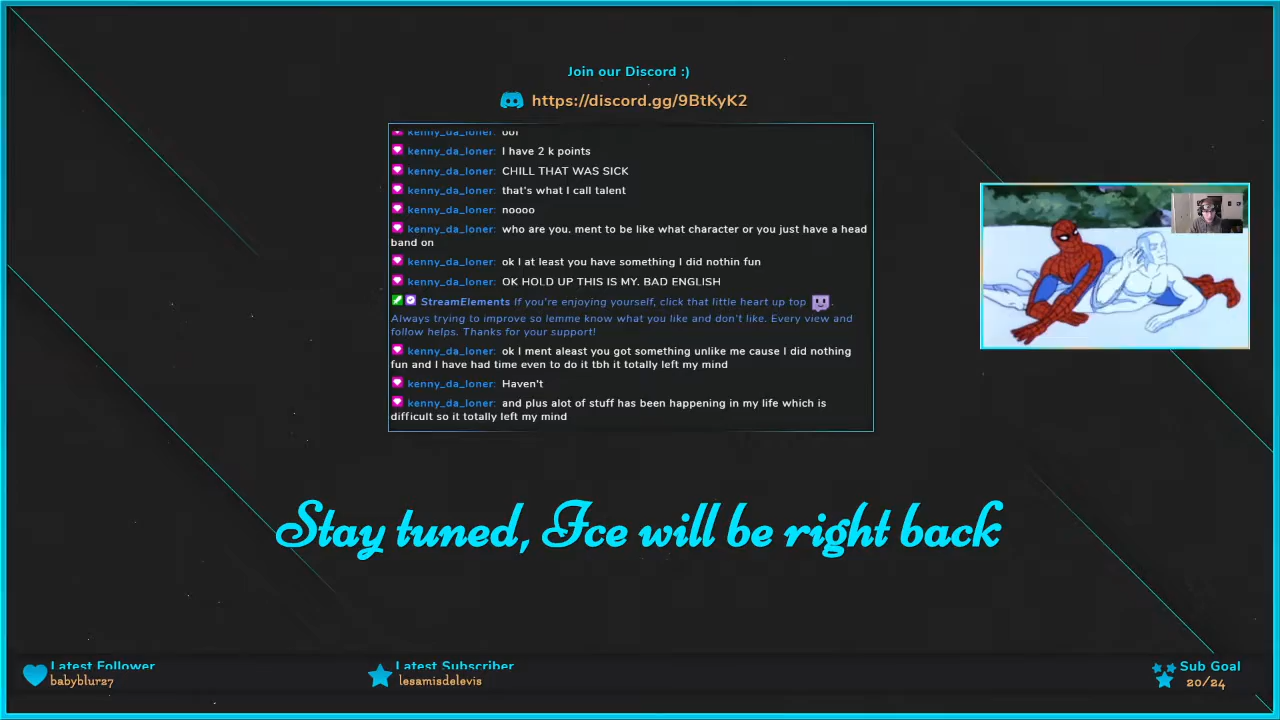 Join our Discord :)
https://discord.gg/9BtKyK2
kenny_da_loner: oof
kenny_da_loner: I have 2 k points
kenny_da_loner: CHILL THAT WAS SICK
kenny_da_loner: that's what I call talent
kenny_da_loner: noooo
kenny_da_loner: who are you. ment to be like what character or you just have a head
band on
kenny_da_loner: ok I at least you have something I did nothin fun
kenny_da_loner: OK HOLD UP THIS IS MY. BAD ENGLISH
StreamElements If you're enjoying yourself, click that little heart up top .
Always trying to improve so lemme know what you like and don't like. Every view and
follow helps. Thanks for your support!
kenny_da_loner: ok I ment aleast you got something unlike me cause I did nothing
fun and I have had time even to do it tbh it totally left my mind
kenny_da_loner: Haven't
kenny_da_loner: and plus alot of stuff has been happening in my life which is
difficult so it totally left my mind
Stay tuned, Ice will be right back
Latest Follower
babyblur27
Latest Subscriber
lesamisdelevis
Sub Goal
20/24